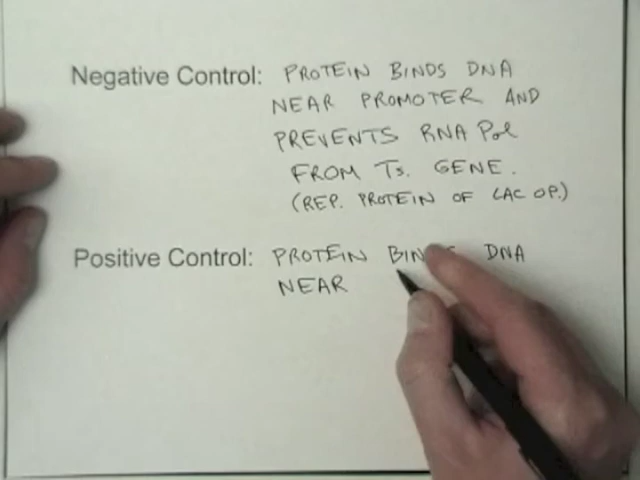 Negative Control: PROTEIN BINDS DNA
NEAR PROMOTER AND
PREVENTS RNA Pol
FROM Ts. GENE.
(REP. PROTEIN OF LAC OP.)
Positive Control: PROTEIN BINDS DNA
NEAR